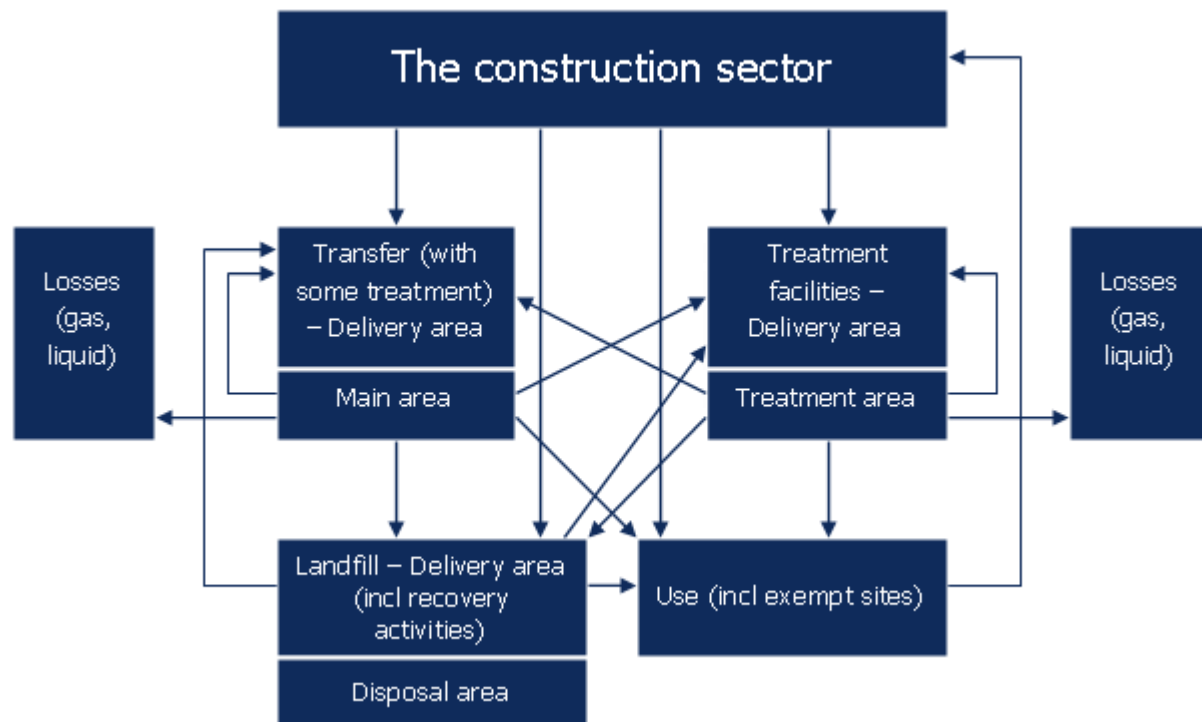 The construction sector
Losses
(gas,
liquid)
Transfer (with
some treatment)
– Delivery area
Main area
Treatment
facilities –
Delivery area
Treatment area
Losses
(gas,
liquid)
Landfill – Delivery area
(incl recovery
activities)
Disposal area
Use (incl exempt sites)